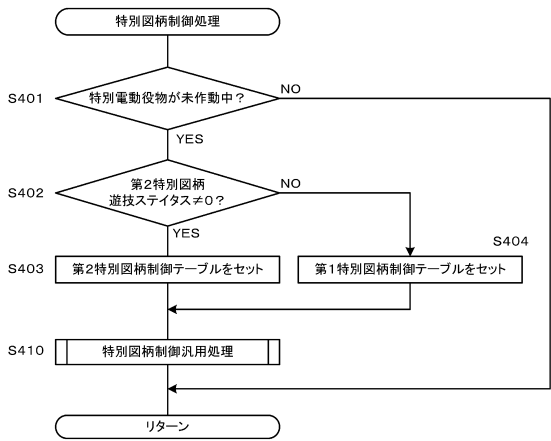 特別図柄制御処理
S401
特別電動役物が未作動中?
NO
YES
S402
第2特別図柄
遊技ステイタス≠0?
NO
YES
S403
第2特別図柄制御テーブルをセット
S404
第1特別図柄制御テーブルをセット
S410
特別図柄制御汎用処理
リターン